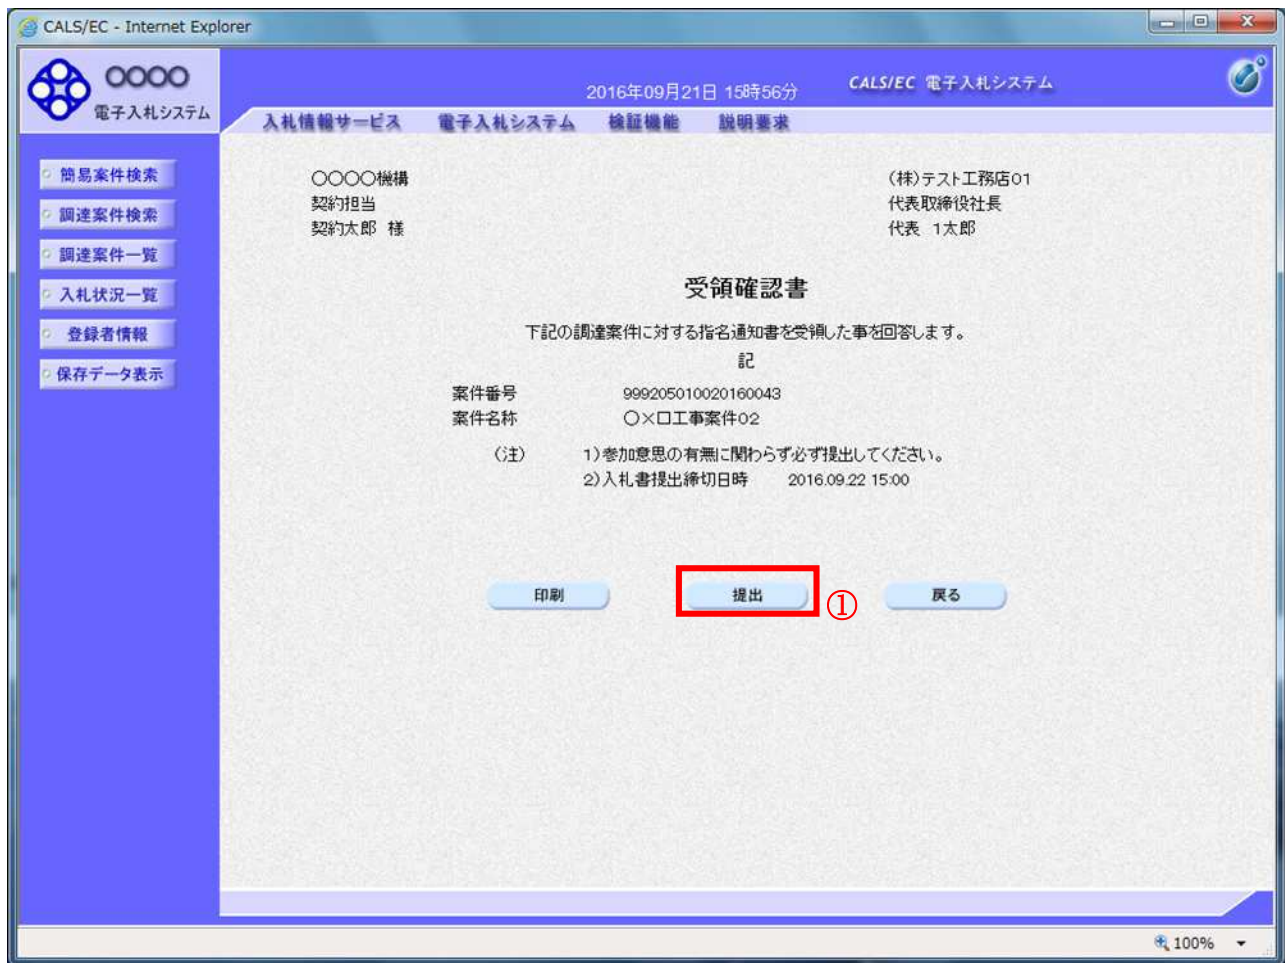 CALS/EC - Internet Explorer
〇〇〇〇
電子入札システム
2016年09月21日 15時56分
CALS/EC 電子入札システム
入札情報サービス 電子入札システム 検証機能 説明要求
簡易案件検索
調達案件検索
調達案件一覧
入札状況一覧
登録者情報
保存データ表示
〇〇〇〇機構
契約担当
契約太郎 様
(株)テスト工務店01
代表取締役社長
代表 1太郎
受領確認書
下記の調達案件に対する指名通知書を受領した事を回答します。
記
案件番号 999205010020160043
案件名称 〇×口工事案件02
(注) 1)参加意思の有無に関わらず必ず提出してください。
2)入札書提出締切日時 2016.09.22 15:00
印刷 提出 ① 戻る
100%